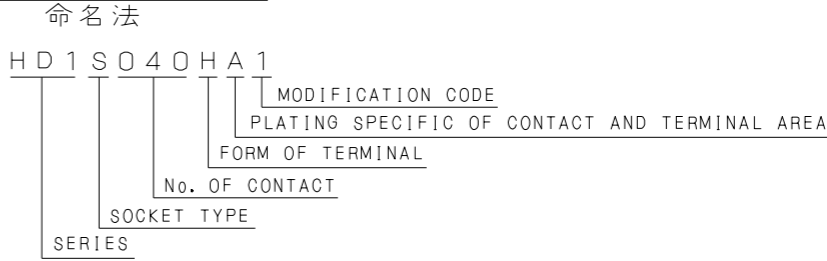 命名法
HD1S040HA1
MODIFICATION CODE
PLATING SPECIFIC OF CONTACT AND TERMINAL AREA
FORM OF TERMINAL
No. OF CONTACT
SOCKET TYPE
SERIES